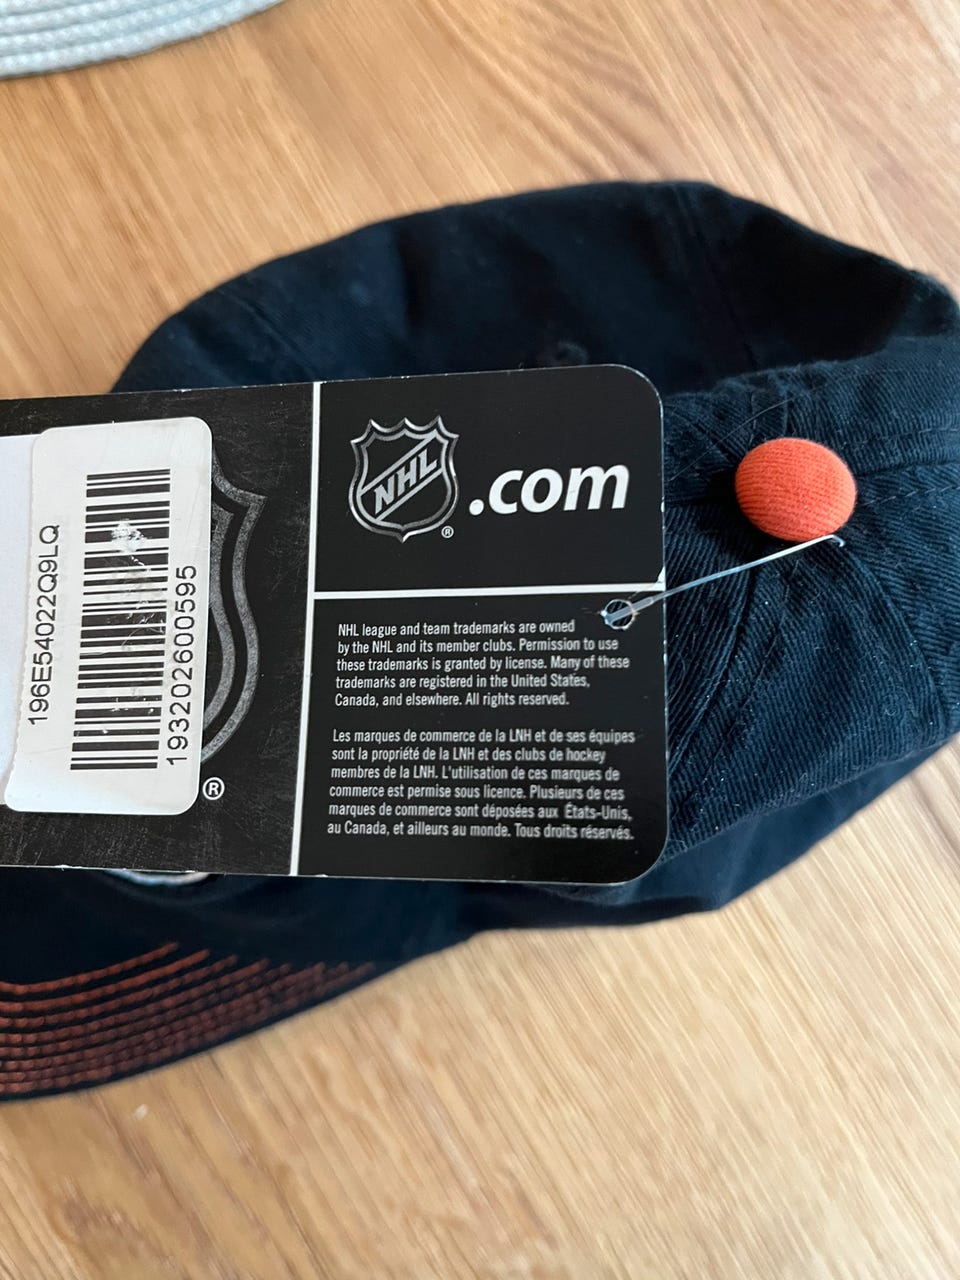 196E54022Q9LQ
193202600595
®
NHL
®
.com
NHL league and team trademarks are owned
by the NHL and its member clubs. Permission to use
these trademarks is granted by license. Many of these
trademarks are registered in the United States,
Canada, and elsewhere. All rights reserved.
Les marques de commerce de la LNH et de ses équipes
sont la propriété de la LNH et des clubs de hockey
membres de la LNH. L'utilisation de ces marques de
commerce est permise sous licence. Plusieurs de ces
marques de commerce sont déposées aux États-Unis,
au Canada, et ailleurs au monde. Tous droits réservés.